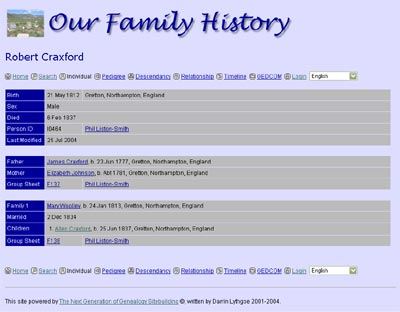 Our Family History
Robert Craxford
Home Search Individual Pedigree Descendancy Relationship Timeline GEDCOM Login English
Birth 21 May 1812 Gretton, Northampton, England
Sex Male
Died 6 Feb 1837
Person ID I0464 Phil Liston-Smith
Last Modified 26 Jul 2004
Father James Craxford, b. 23 Jun 1777, Gretton, Northampton, England
Mother Elizabeth Johnson, b. Abt 1781, Gretton, Northampton, England
Group Sheet F137 Phil Liston-Smith
Family 1 Mary Woolley, b. 24 Jan 1813, Gretton, Northampton, England
Married 2 Dec 1834
Children 1. Allen Craxford, b. 25 Jun 1837, Gretton, Northampton, England
Group Sheet F138 Phil Liston-Smith
Home Search Individual Pedigree Descendancy Relationship Timeline GEDCOM Login English
This site powered by The Next Generation of Genealogy Sitebuilding ©, written by Darrin Lythgoe 2001-2004.